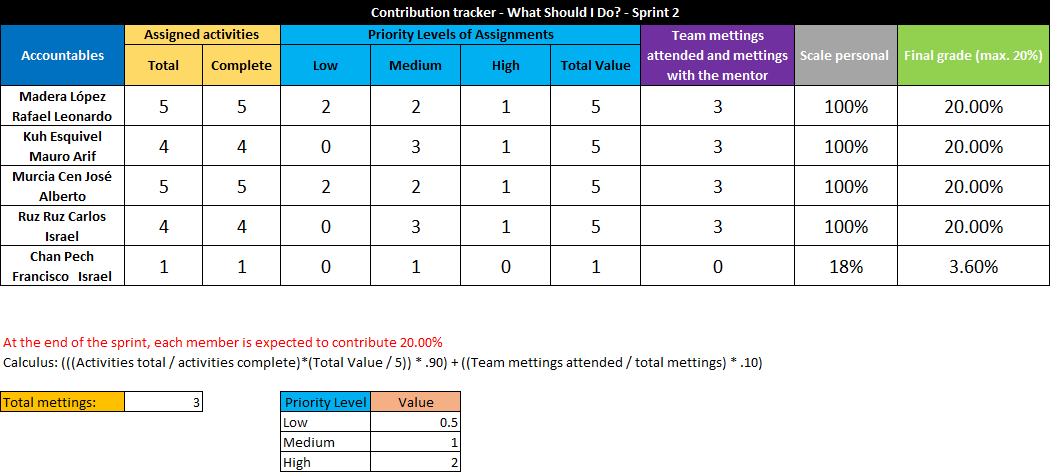 Contribution tracker - What Should I Do? - Sprint 2
Accountables Assigned activities Priority Levels of Assignments Team mettings attended and mettings with the mentor Scale personal Final grade (max. 20%)
Total Complete Low Medium High Total Value
Madera López Rafael Leonardo 5 5 2 2 1 5 3 100% 20.00%
Kuh Esquivel Mauro Arif 4 4 0 3 1 5 3 100% 20.00%
Murcia Cen José Alberto 5 5 2 2 1 5 3 100% 20.00%
Ruz Ruz Carlos Israel 4 4 0 3 1 5 3 100% 20.00%
Chan Pech Francisco Israel 1 1 0 1 0 1 0 18% 3.60%
At the end of the sprint, each member is expected to contribute 20.00%
Calculus: (((Activities total / activities complete)*(Total Value / 5)) * .90) + ((Team mettings attended / total mettings) * .10)
Total mettings: 3
Priority Level Value
Low 0.5
Medium 1
High 2